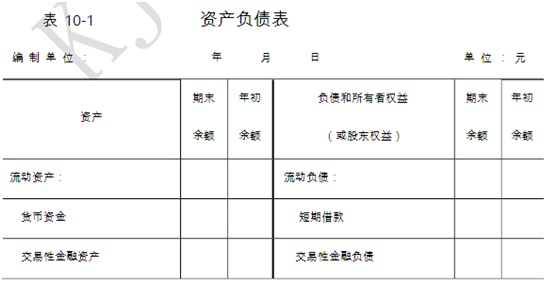 表 10-1 资产负债表
编制单位： 年 月 日 单位：元
资产 期末余额 年初余额 负债和所有者权益（或股东权益） 期末余额 年初余额
流动资产： 流动负债：
货币资金 短期借款
交易性金融资产 交易性金融负债